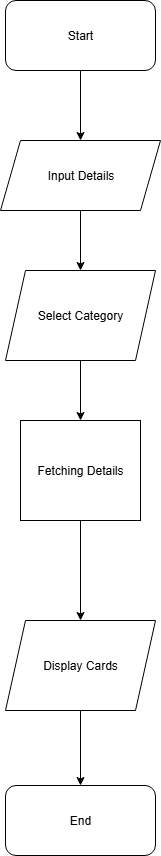 Start
Input Details
Select Category
Fetching Details
Display Cards
End